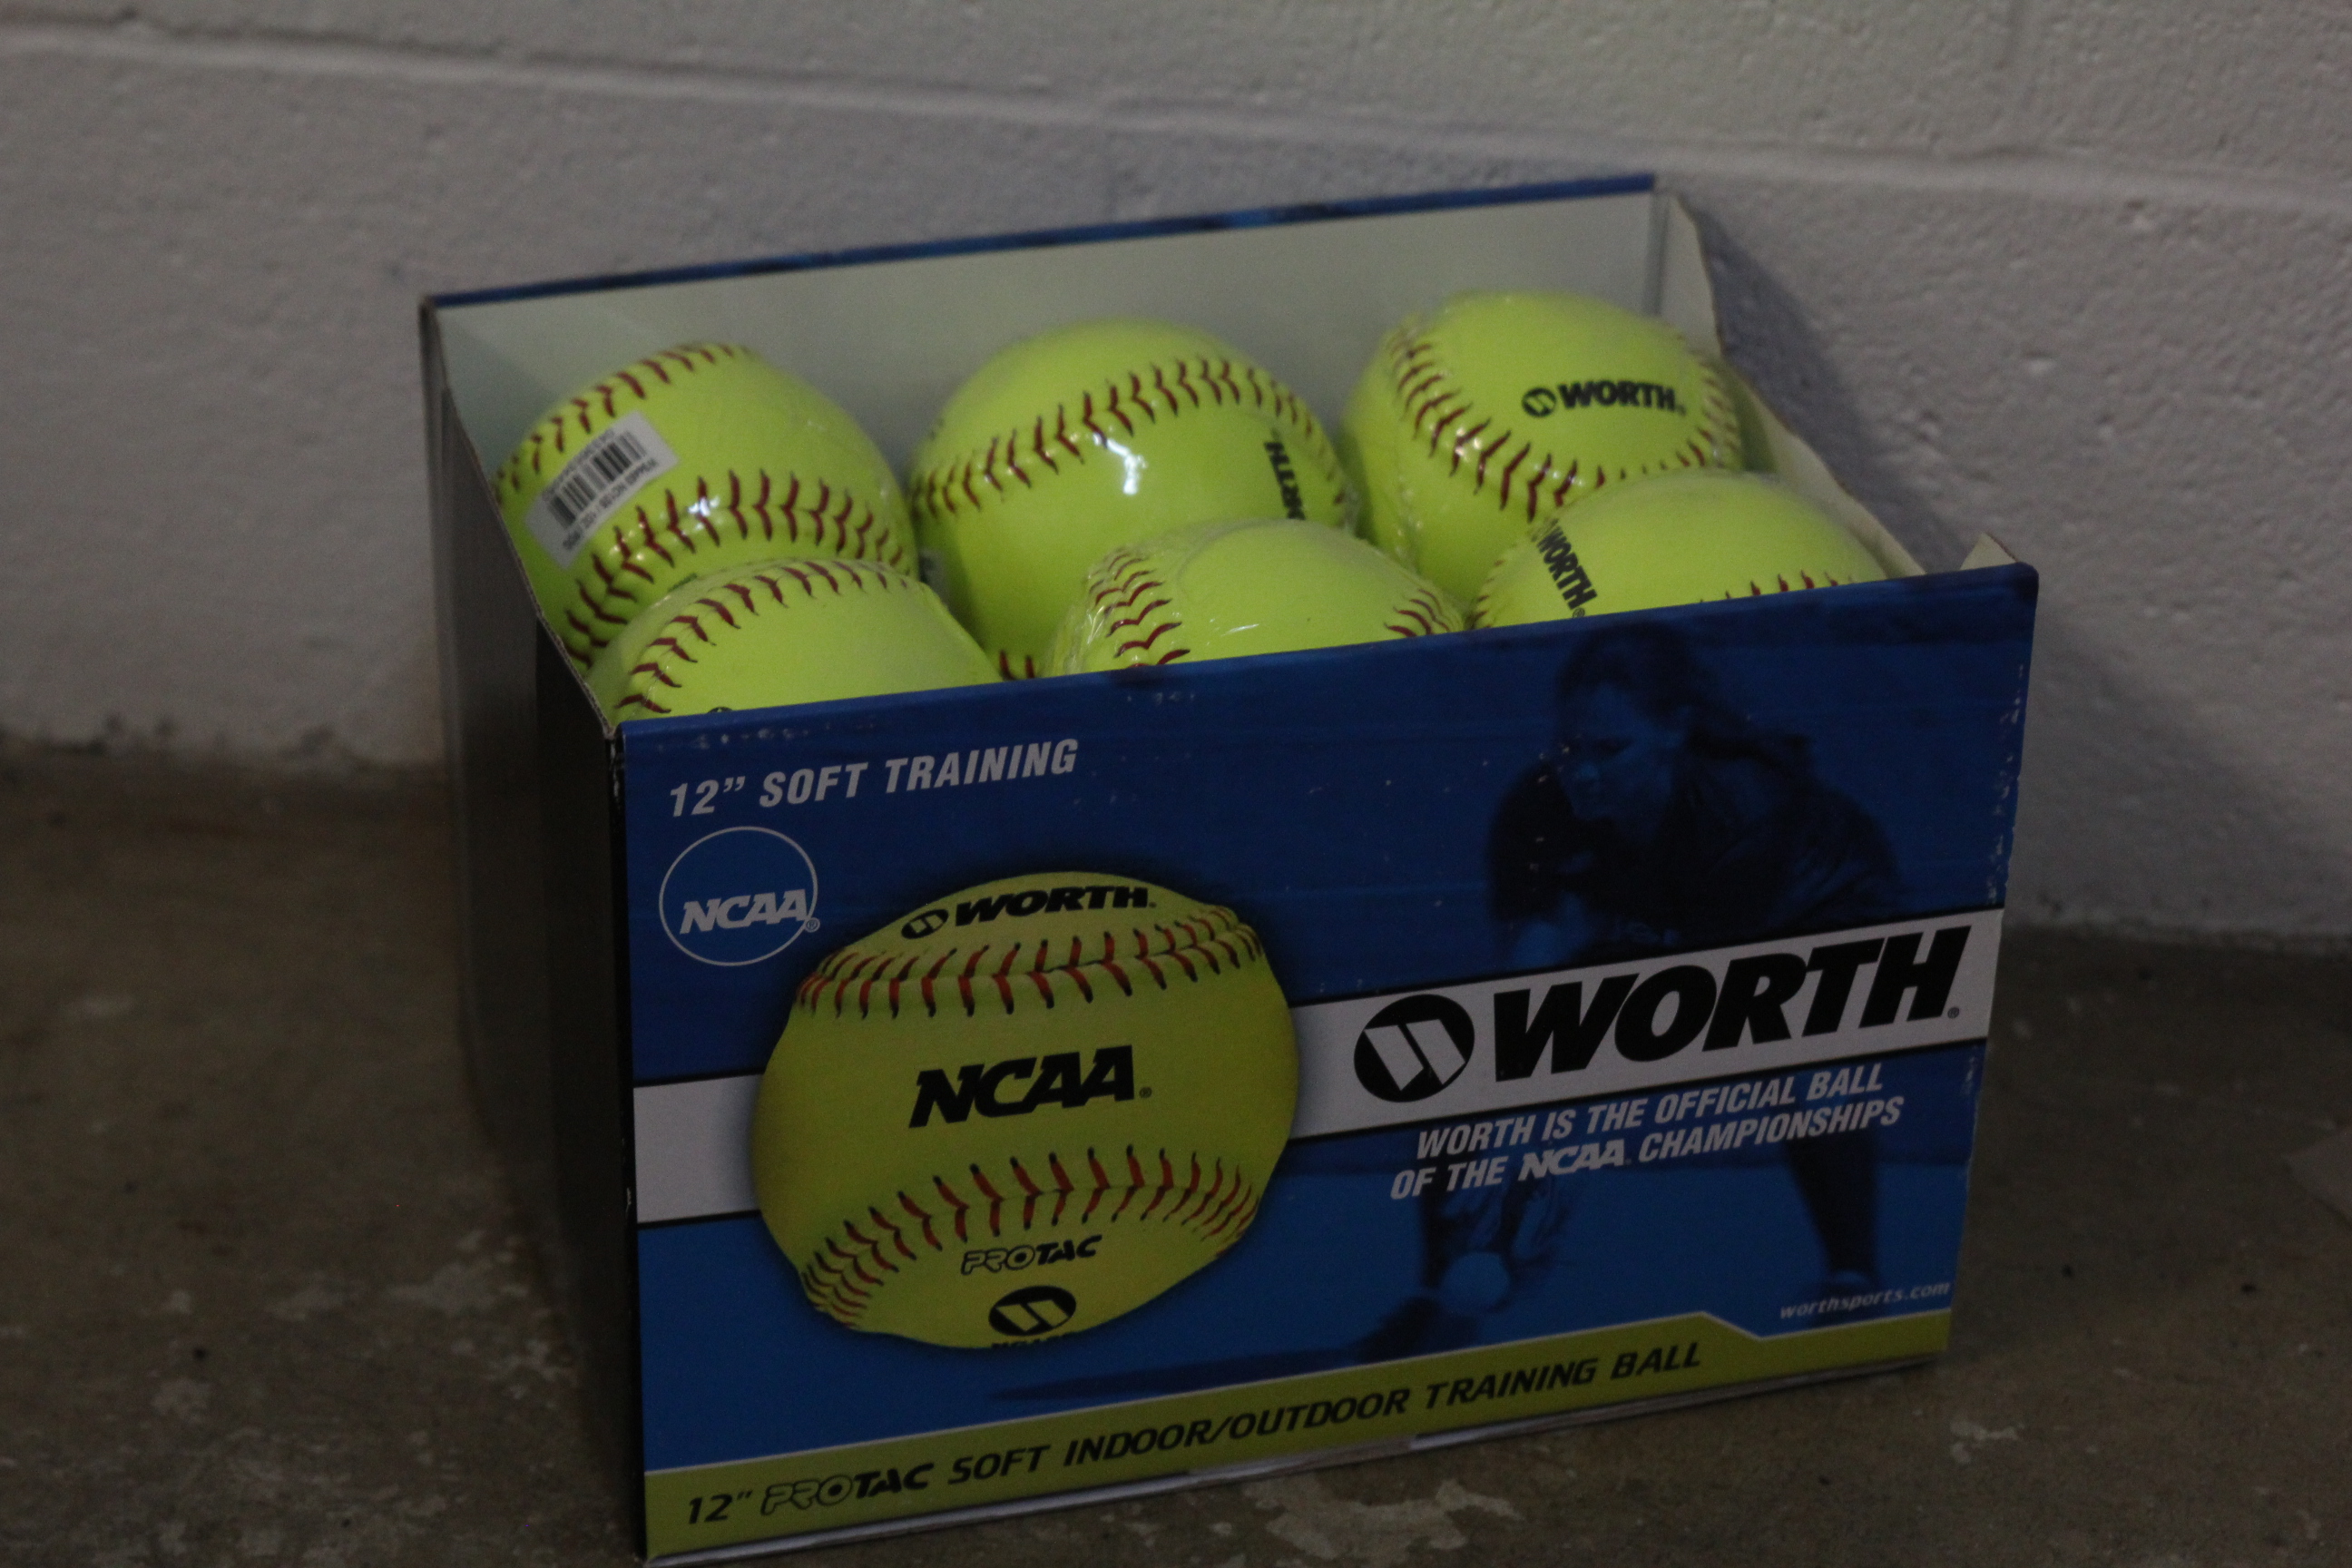 WORTH®
WORTH®
12” SOFT TRAINING
NCAA®
WORTH®
NCAA®
PROTAC
WORTH®
WORTH IS THE OFFICIAL BALL
OF THE NCAA CHAMPIONSHIPS
worthsports.com
12” PROTAC SOFT INDOOR/OUTDOOR TRAINING BALL